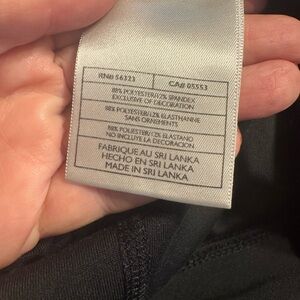 RN# 56323 CA# 05553
88% POLYESTER/12% SPANDEX
EXCLUSIVE OF DECORATION
88% POLYESTER/12% ELASTHANNE
SANS ORNEMENTS
88% POLYESTER/12% ELASTANO
NO INCLUYE LA DECORACION
FABRIQUE AU SRI LANKA
HECHO EN SRI LANKA
MADE IN SRI LANKA